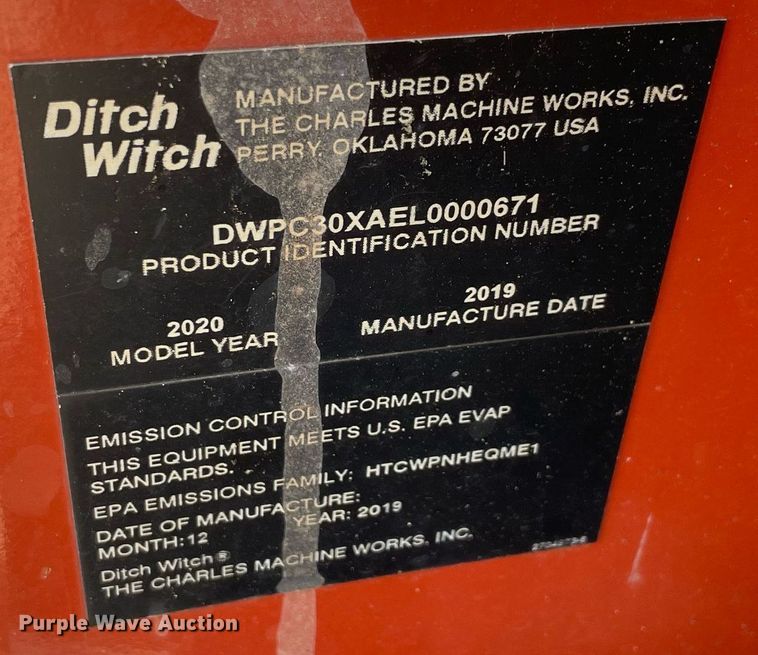 Ditch
Witch
MANUFACTURED BY
THE CHARLES MACHINE WORKS, INC.
PERRY, OKLAHOMA 73077 USA
DWPC30XAEL0000671
PRODUCT IDENTIFICATION NUMBER
2020
MODEL YEAR
2019
MANUFACTURE DATE
EMISSION CONTROL INFORMATION
THIS EQUIPMENT MEETS U.S. EPA EVAP
STANDARDS.
EPA EMISSIONS FAMILY: HTCWPNHEQME1
DATE OF MANUFACTURE:
MONTH:12 YEAR: 2019
Ditch Witch®
THE CHARLES MACHINE WORKS, INC.
Purple Wave Auction